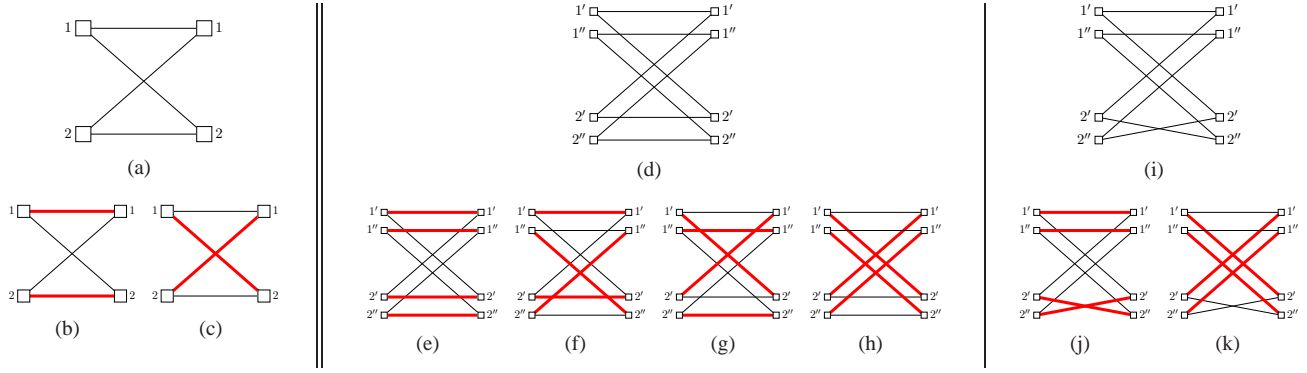 1 1
2 2
(a)
1 1 1 1
2 2 2 2
(b) (c)
1′ 1′
1″ 1″
2′ 2′
2″ 2″
(d)
1′ 1′ 1′ 1′ 1′ 1′ 1′ 1′
1″ 1″ 1″ 1″ 1″ 1″ 1″ 1″
2′ 2′ 2′ 2′ 2′ 2′ 2′ 2′
2″ 2″ 2″ 2″ 2″ 2″ 2″ 2″
(e) (f) (g) (h)
1′ 1′
1″ 1″
2′ 2′
2″ 2″
(i)
1′ 1′ 1′ 1′
1″ 1″ 1″ 1″
2′ 2′ 2′ 2′
2″ 2″ 2″ 2″
(j) (k)